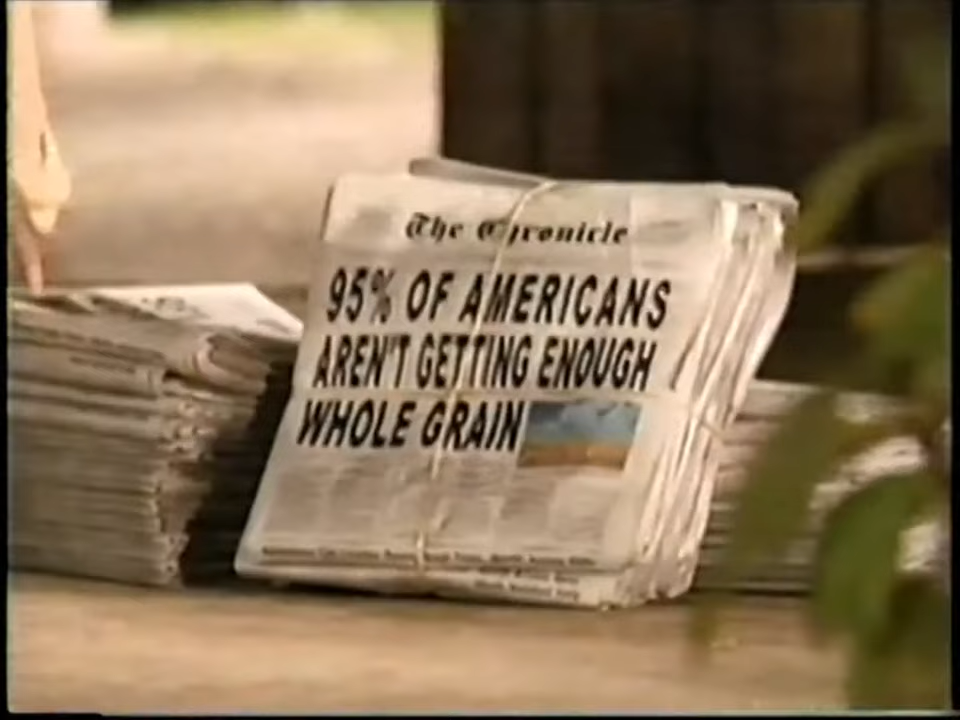 The Chronicle
95% OF AMERICANS
AREN'T GETTING ENOUGH
WHOLE GRAIN